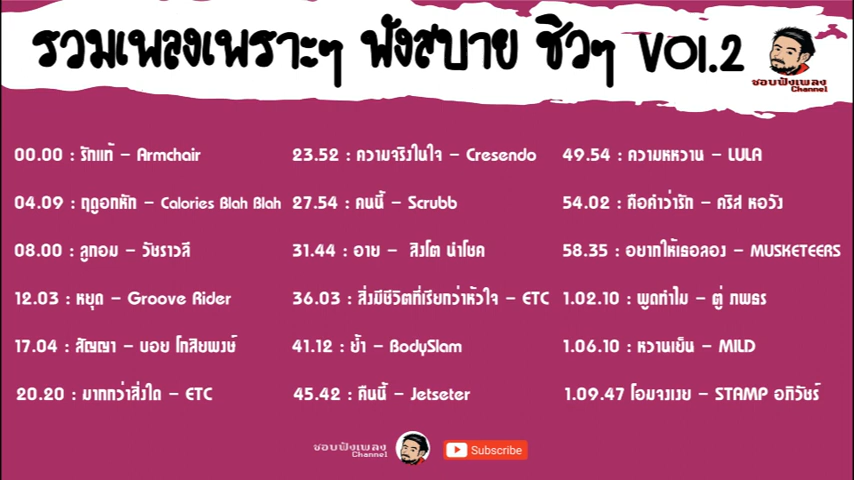 รวมเพลงเพราะๆ ฟังสบาย ชิวๆ VOL.2
ชอบฟังเพลง
Channel
00.00 : รักแท้ – Armchair
04.09 : ฤดูอกหัก – Calories Blah Blah
08.00 : ลูกอม – วัชราวลี
12.03 : หยุด – Groove Rider
17.04 : สัญญา – บอย โกสิยพงษ์
20.20 : มากกว่าสิ่งใด – ETC
23.52 : ความจริงในใจ – Cresendo
27.54 : คนนี้ – Scrubb
31.44 : อาย – สิงโต นำโชค
36.03 : สิ่งมีชีวิตที่เรียกว่าหัวใจ – ETC
41.12 : ย้ำ – BodySlam
45.42 : คืนนี้ – Jetseter
49.54 : ความหหวาน – LULA
54.02 : คือคำว่ารัก – คริส หอวัง
58.35 : อยากให้เธอลอง – MUSKETEERS
1.02.10 : พูดทำไม – ตู่ ภพธร
1.06.10 : หวานเย็น – MILD
1.09.47 โอมจงเงย – STAMP อภิวัชร์
ชอบฟังเพลง
Channel
Subscribe